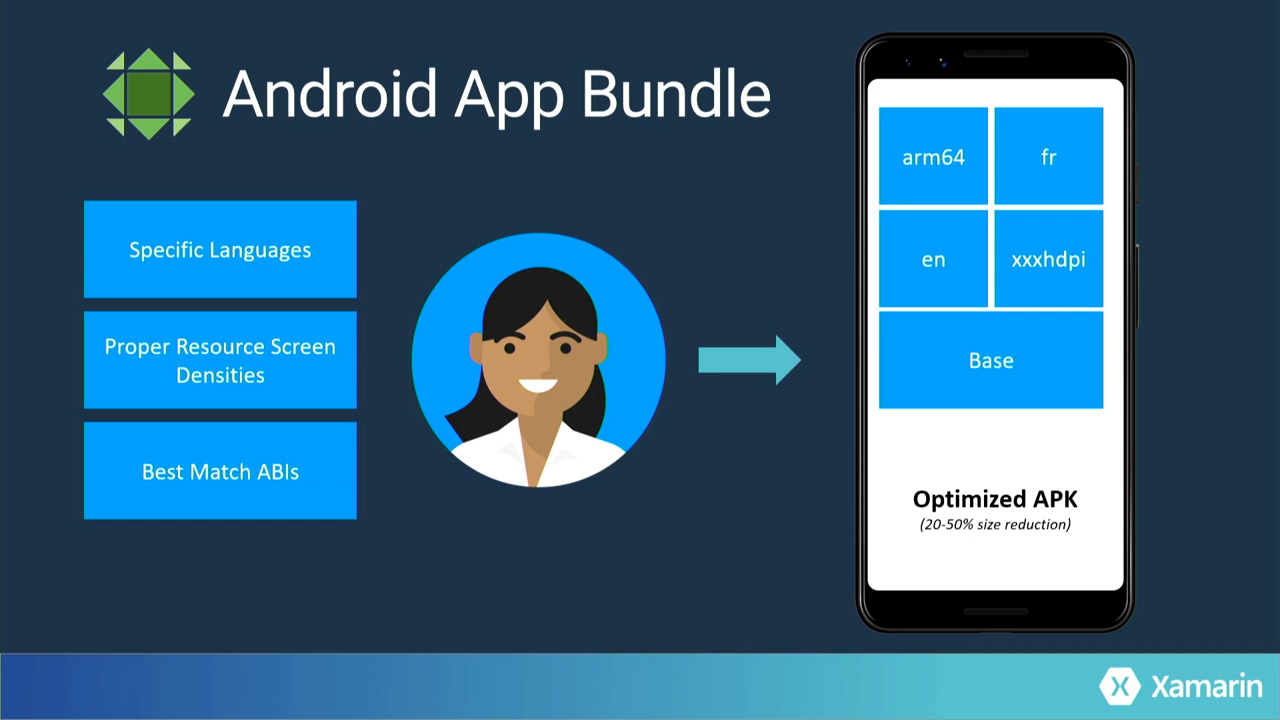 Android App Bundle
Specific Languages
Proper Resource Screen
Densities
Best Match ABIs
arm64
fr
en
xxxhdpi
Base
Optimized APK
(20-50% size reduction)
Xamarin